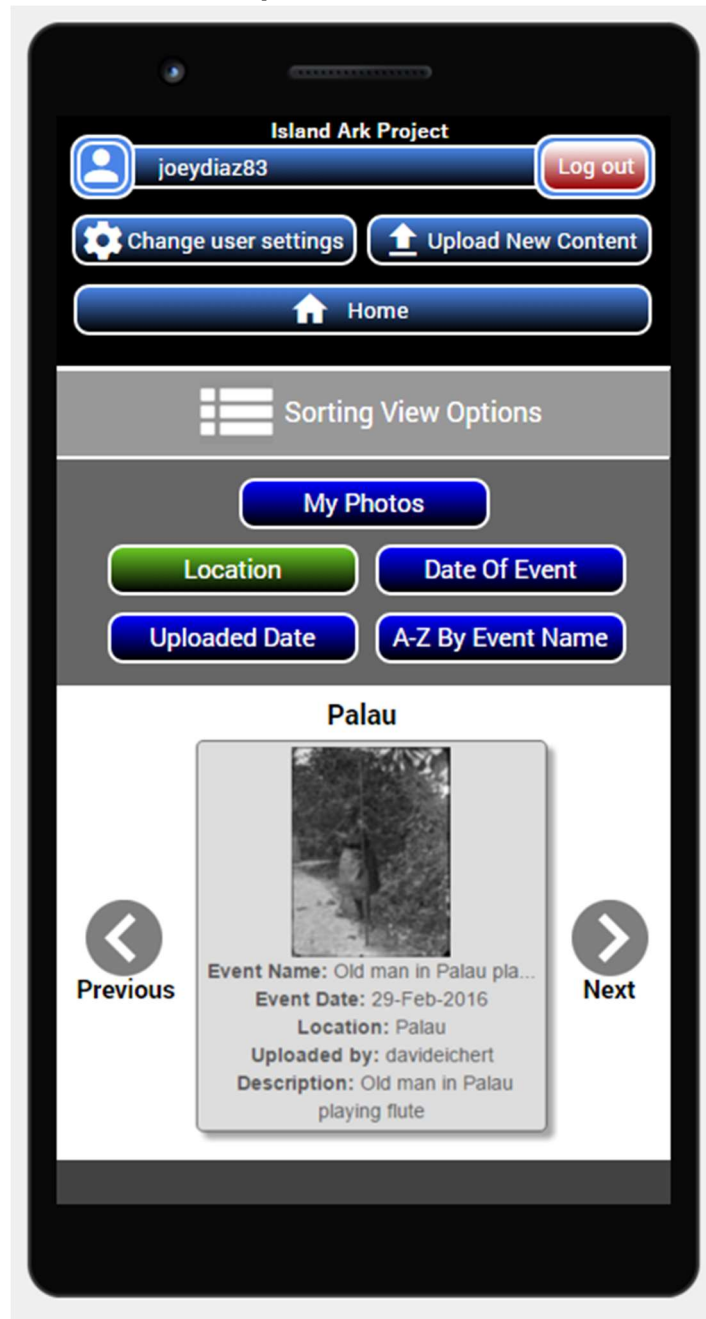 Island Ark Project
joeydiaz83
Log out
Change user settings
Upload New Content
Home
Sorting View Options
My Photos
Location
Date Of Event
Uploaded Date
A-Z By Event Name
Palau
Event Name: Old man in Palau pla...
Event Date: 29-Feb-2016
Location: Palau
Uploaded by: davideichert
Description: Old man in Palau
playing flute
Previous
Next